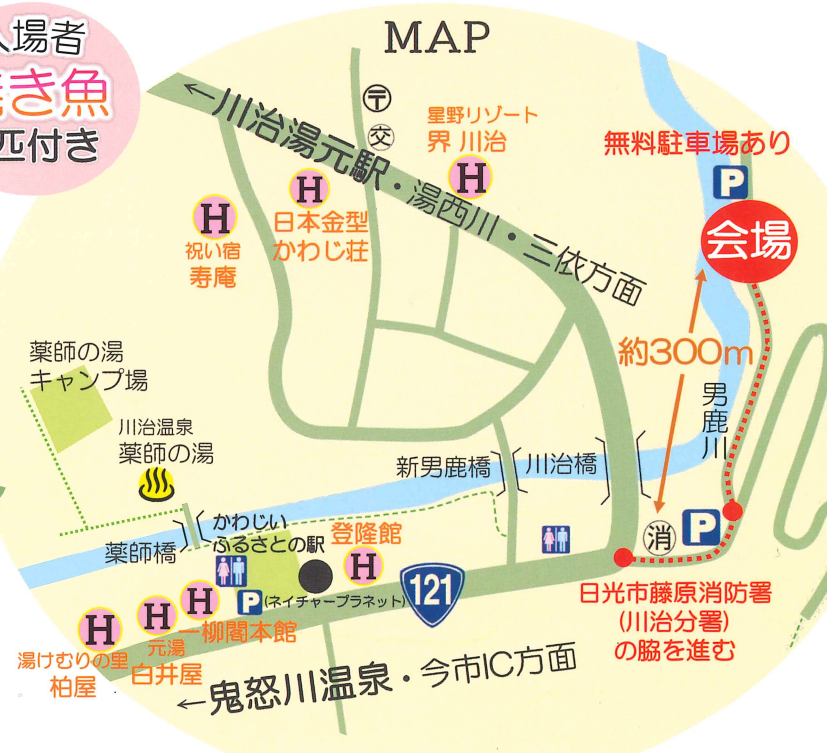 入場者
焼き魚
匹付き
MAP
〒
交
←川治湯元駅・湯西川・三依方面
星野リゾート
界 川治
H
無料駐車場あり
P
会場
H
日本金型
かわじ荘
H
祝い宿
寿庵
約300m
男鹿川
薬師の湯
キャンプ場
川治温泉
薬師の湯
新男鹿橋
川治橋
消
P
薬師橋
かわじい
ふるさとの駅
登隆館
H
P
(ネイチャープラネット)
121
日光市藤原消防署
(川治分署)
の脇を進む
H
一柳閣本館
H
元湯
白井屋
H
湯けむりの里
柏屋
←鬼怒川温泉・今市IC方面